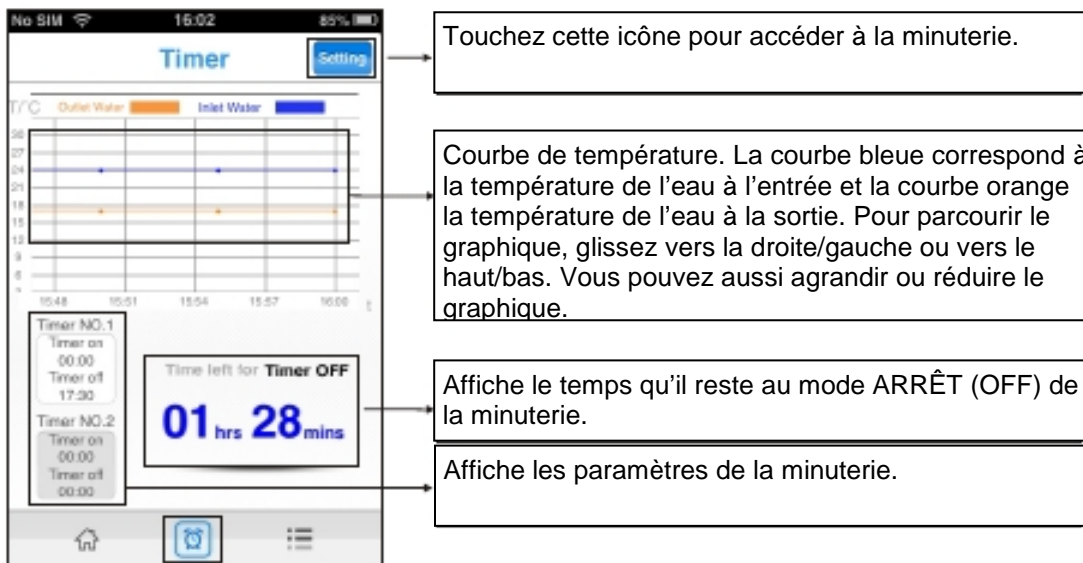 No SIM 16:02 85%
Timer
Setting
T/°C Outlet Water Inlet Water
30
27
24
21
18
15
12
9
6
15:48 15:51 15:54 15:57 16:00 t
Timer NO.1
Timer on
00:00
Timer off
17:30
Timer NO.2
Timer on
00:00
Timer off
00:00
Time left for Timer OFF
01 hrs 28 mins
Touchez cette icône pour accéder à la minuterie.
Courbe de température. La courbe bleue correspond à
la température de l’eau à l’entrée et la courbe orange
la température de l’eau à la sortie. Pour parcourir le
graphique, glissez vers la droite/gauche ou vers le
haut/bas. Vous pouvez aussi agrandir ou réduire le
graphique.
Affiche le temps qu’il reste au mode ARRÊT (OFF) de
la minuterie.
Affiche les paramètres de la minuterie.